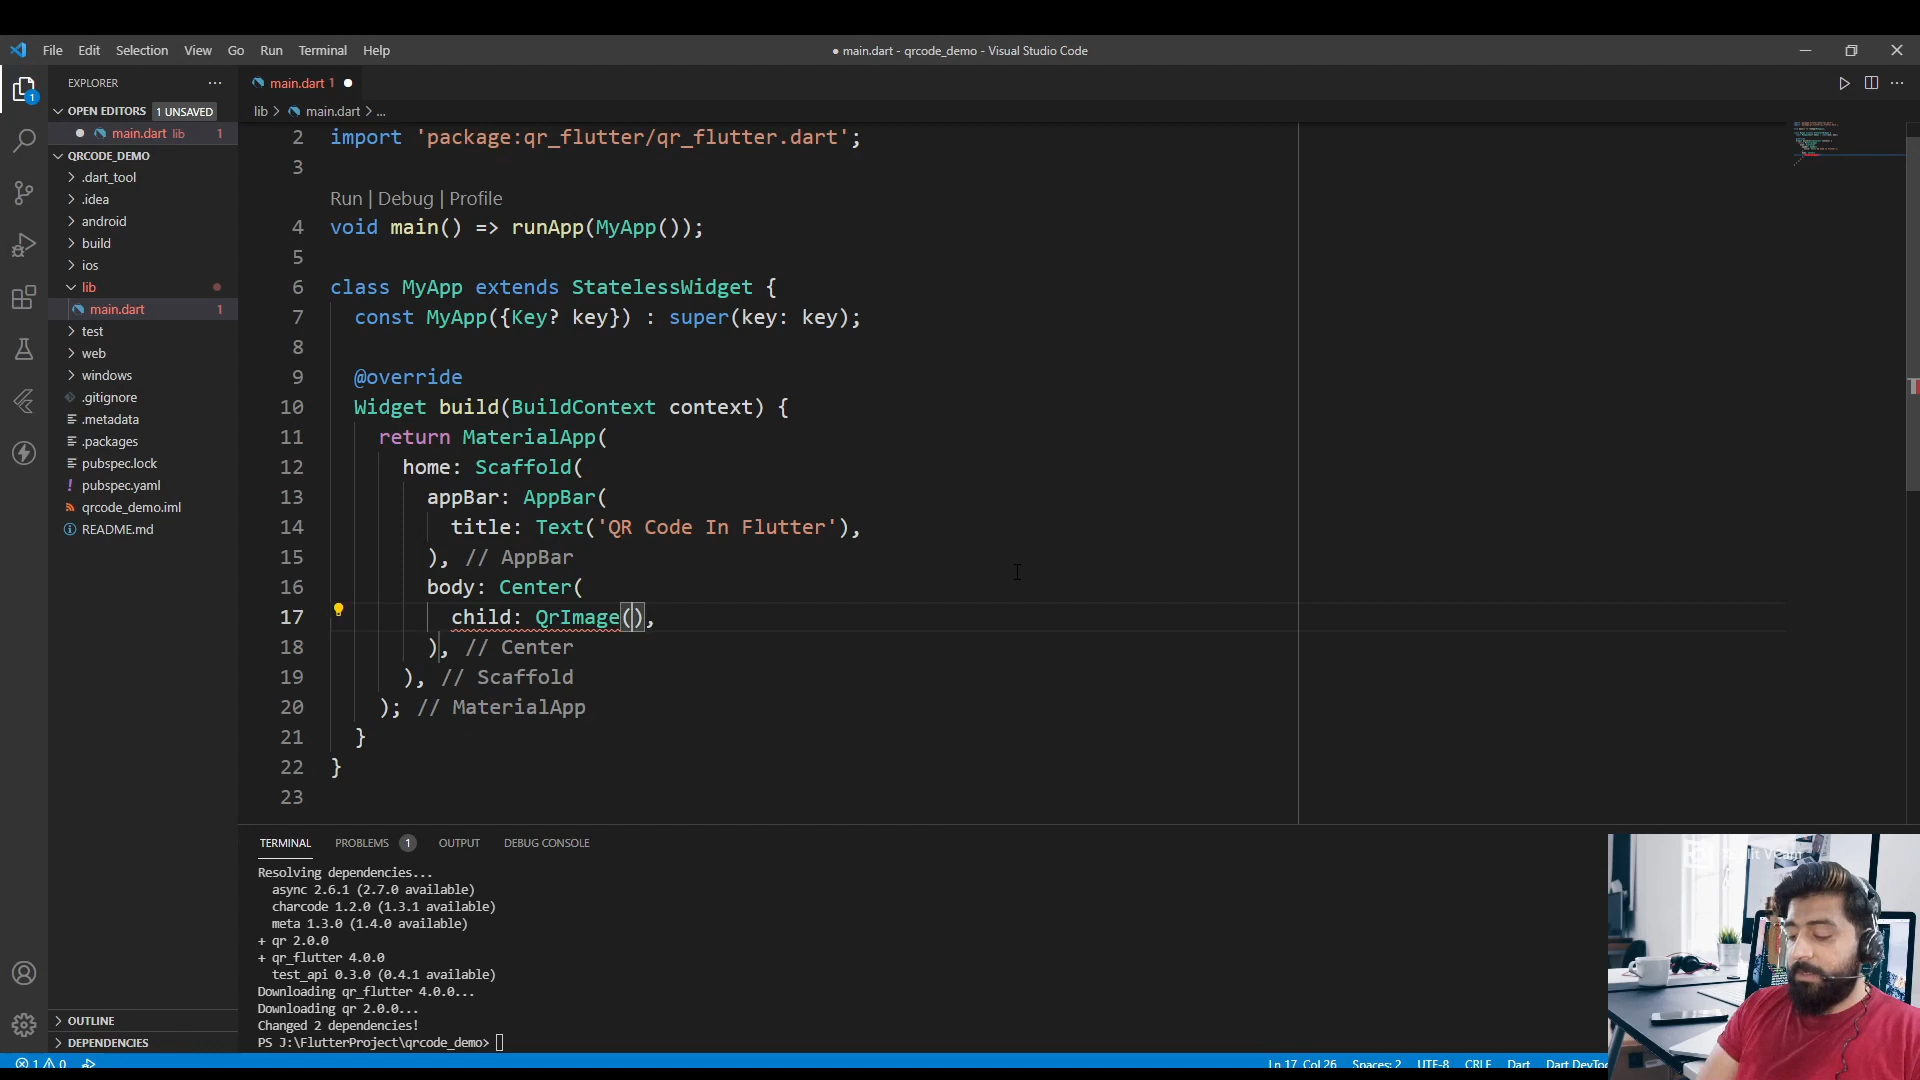 File Edit Selection View Go Run Terminal Help
● main.dart - qrcode_demo - Visual Studio Code
EXPLORER
OPEN EDITORS 1 UNSAVED
main.dart lib 1
QRCODE_DEMO
.dart_tool
.idea
android
build
ios
lib
main.dart 1
test
web
windows
.gitignore
.metadata
.packages
pubspec.lock
pubspec.yaml
qrcode_demo.iml
README.md
OUTLINE
DEPENDENCIES
1
main.dart 1
lib > main.dart > ...
2 import 'package:qr_flutter/qr_flutter.dart';
3
Run | Debug | Profile
4 void main() => runApp(MyApp());
5
6 class MyApp extends StatelessWidget {
7 const MyApp({Key? key}) : super(key: key);
8
9 @override
10 Widget build(BuildContext context) {
11 return MaterialApp(
12 home: Scaffold(
13 appBar: AppBar(
14 title: Text('QR Code In Flutter'),
15 ), // AppBar
16 body: Center(
17 child: QrImage(),
18 ), // Center
19 ), // Scaffold
20 ); // MaterialApp
21 }
22 }
23
TERMINAL PROBLEMS 1 OUTPUT DEBUG CONSOLE
Resolving dependencies...
async 2.6.1 (2.7.0 available)
charcode 1.2.0 (1.3.1 available)
meta 1.3.0 (1.4.0 available)
+ qr 2.0.0
+ qr_flutter 4.0.0
test_api 0.3.0 (0.4.1 available)
Downloading qr_flutter 4.0.0...
Downloading qr 2.0.0...
Changed 2 dependencies!
PS J:\FlutterProject\qrcode_demo>
1 0
Ln 17, Col 26 Spaces: 2 UTF-8 CRLF Dart Dart DevToo